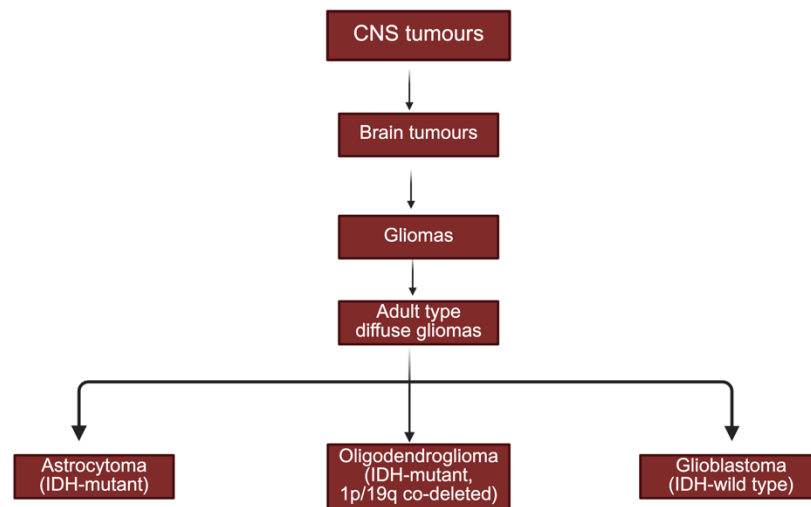 CNS tumours
Brain tumours
Gliomas
Adult type
diffuse gliomas
Astrocytoma
(IDH-mutant)
Oligodendroglioma
(IDH-mutant,
1p/19q co-deleted)
Glioblastoma
(IDH-wild type)